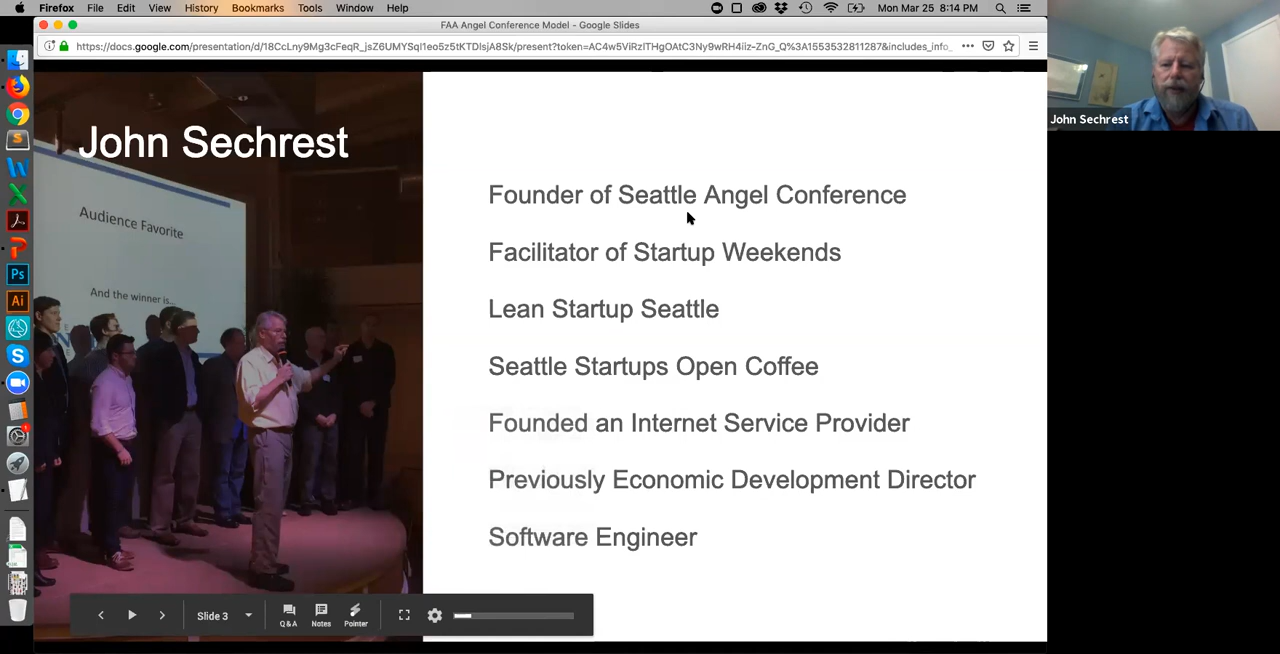 Firefox File Edit View History Bookmarks Tools Window Help Mon Mar 25 8:14 PM
FAA Angel Conference Model - Google Slides
John Sechrest
John Sechrest
Audience Favorite
And the winner is...
Founder of Seattle Angel Conference
Facilitator of Startup Weekends
Lean Startup Seattle
Seattle Startups Open Coffee
Founded an Internet Service Provider
Previously Economic Development Director
Software Engineer
Slide 3
Q&A Notes Pointer
Ps
Ai